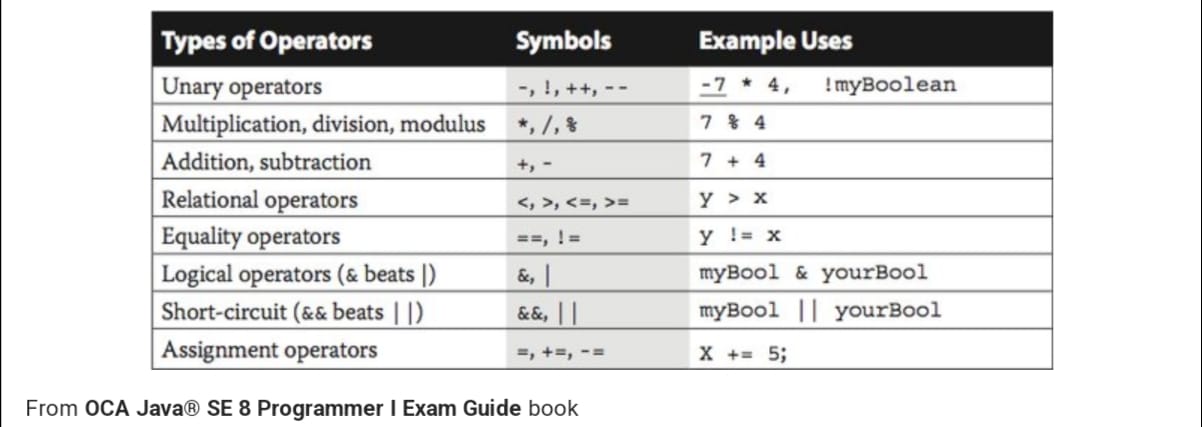 Types of Operators Symbols Example Uses
Unary operators -, !, ++, -- -7 * 4, !myBoolean
Multiplication, division, modulus *, /, % 7 % 4
Addition, subtraction +, - 7 + 4
Relational operators <, >, <=, >= y > x
Equality operators ==, != y != x
Logical operators (& beats |) &, | myBool & yourBool
Short-circuit (&& beats ||) &&, || myBool || yourBool
Assignment operators =, +=, -= X += 5;
From OCA Java® SE 8 Programmer I Exam Guide book